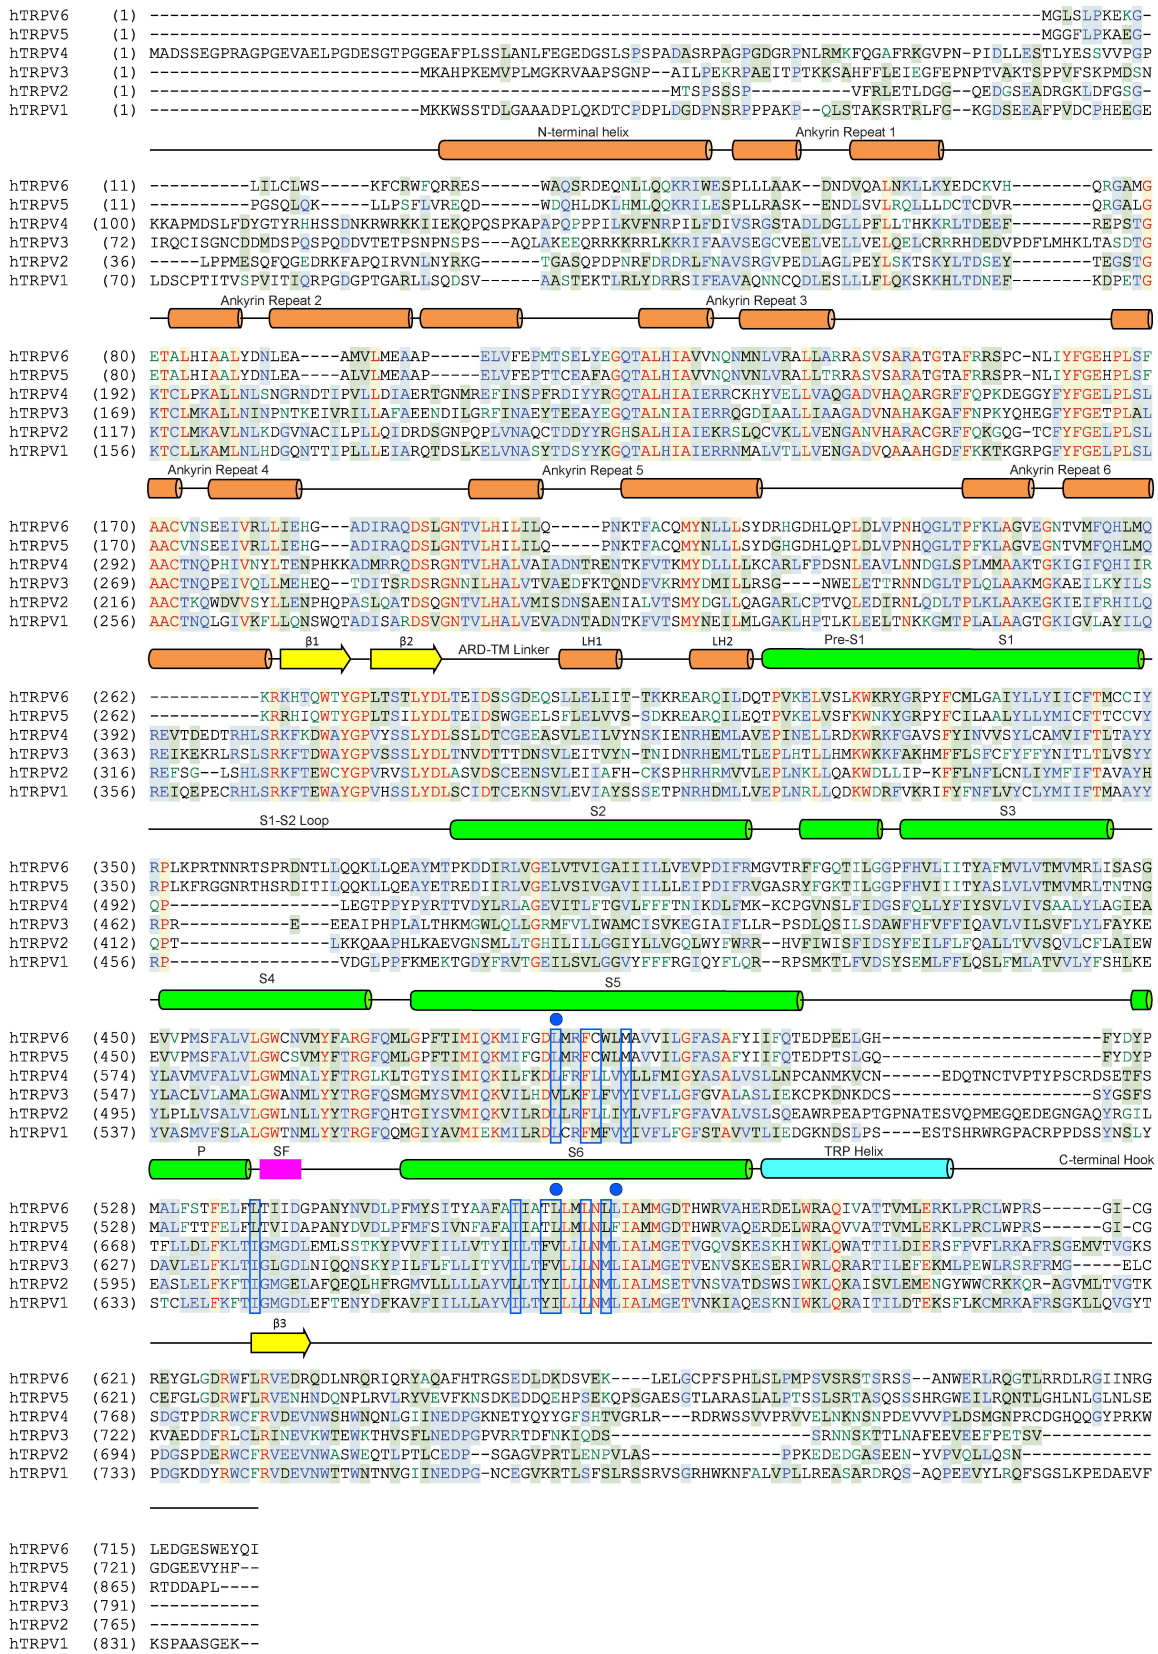 hTRPV6 (1) -----------------------------------------------------------------------------------------MGLSLPKEKG-
hTRPV5 (1) -----------------------------------------------------------------------------------------MGGFLPKAEG-
hTRPV4 (1) MADSSEGPRAGPGEVAELPGDESGTPGGEAFPLSSLANLFEGEDGSLSPSPADASRPAGPGDGRPNLRMKFQGAFRKGVPN-PIDLLESTLYESSVVPGP
hTRPV3 (1) ---------------------------MKAHPKEMVPLMGKRVAAPSGNP--AILPEKRPAEITPTKKSAHFFLEIEGFEPNPTVAKTSPPVFSKPMDSN
hTRPV2 (1) ----------------------------------------------------MTSPSSSP----------VFRLETLDGG--QEDGSEADRGKLDFGSG-
hTRPV1 (1) ---------------------------MKKWSSTDLGAAADPLQKDTCPDPLDGDPNSRPPPAKP--QLSTAKSRTRLFG--KGDSEEAFPVDCPHEEGE
N-terminal helix Ankyrin Repeat 1
hTRPV6 (11) ----------LILCLWS-----KFCRWFQRRES------WAQSRDEQNLLQQKRIWESPLLLAAK--DNDVQALNKLLKYEDCKVH--------QRGAMG
hTRPV5 (11) ----------PGSQLQK-----LLPSFLVREQD------WDQHLDKLHMLQQKRILESPLLRASK--ENDLSVLRQLLLDCTCDVR--------QRGALG
hTRPV4 (100) KKAPMDSLFDYGTYRHHSSDNKRWRKKIIEKQPQSPKAPAPQPPPILKVFNRPILFDIVSRGSTADLDGLLPFLLTHKKRLTDEEF--------REPSTG
hTRPV3 (72) IRQCISGNCDDMDSPQSPQDDVTETPSNPNSPS---AQLAKEEQRRKKRRLKKRIFAAVSEGCVEELVELLVELQELCRRRHDEDVPDFLMHKLTASDTG
hTRPV2 (36) -----LPPMESQFQGEDRKFAPQIRVNLNYRKG------TGASQPDPNRFDRDRLFNAVSRGVPEDLAGLPEYLSKTSKYLTDSEY--------TEGSTG
hTRPV1 (70) LDSCPTITVSPVITIQRPGDGPTGARLLSQDSV------AASTEKTLRLYDRRSIFEAVAQNNCQDLESLLLFLQKSKKHLTDNEF--------KDPETG
Ankyrin Repeat 2 Ankyrin Repeat 3
hTRPV6 (80) ETALHIAALYDNLEA----AMVLMEAAP-----ELVFEPMTSELYEGQTALHIAVVNQNMNLVRALLARRASVSARATGTAFRRSPC-NLIYFGEHPLSF
hTRPV5 (80) ETALHIAALYDNLEA----ALVLMEAAP-----ELVFEPTTCEAFAGQTALHIAVVNQNVNLVRALLTRRASVSARATGTAFRRSPR-NLIYFGEHPLSF
hTRPV4 (192) KTCLPKALLNLSNGRNDTIPVLLDIAERTGNMREFINSPFRDIYYRGQTALHIAIERRCKHYVELLVAQGADVHAQARGRFFQPKDEGGYFYFGELPLSL
hTRPV3 (169) KTCLMKALLNINPNTKEIVRILLAFAEENDILGRFINAEYTEEAYEGQTALNIAIERRQGDIAALLIAAGADVNAHAKGAFFNPKYQHEGFYFGETPLAL
hTRPV2 (117) KTCLMKAVLNLKDGVNACILPLLQIDRDSGNPQPLVNAQCTDDYYRGHSALHIAIEKRSLQCVKLLVENGANVHARACGRFFQKGQG-TCFYFGELPLSL
hTRPV1 (156) KTCLLKAMLNLHDGQNTTIPLLLEIARQTDSLKELVNASYTDSYYKGQTALHIAIERRNMALVTLLVENGADVQAAAHGDFFKKTKGRPGFYFGELPLSL
Ankyrin Repeat 4 Ankyrin Repeat 5 Ankyrin Repeat 6
hTRPV6 (170) AACVNSEEIVRLLIEHG---ADIRAQDSLGNTVLHILILQ-----PNKTFACQMYNLLLSYDRHGDHLQPLDLVPNHQGLTPFKLAGVEGNTVMFQHLMQ
hTRPV5 (170) AACVNSEEIVRLLIEHG---ADIRAQDSLGNTVLHILILQ-----PNKTFACQMYNLLLSYDGHGDHLQPLDLVPNHQGLTPFKLAGVEGNTVMFQHLMQ
hTRPV4 (292) AACTNQPHIVNYLTENPHKKADMRRQDSRGNTVLHALVAIADNTRENTKFVTKMYDLLLLKCARLFPDSNLEAVLNNDGLSPLMMAAKTGKIGIFQHIIR
hTRPV3 (269) AACTNQPEIVQLLMEHEQ--TDITSRDSRGNNILHALVTVAEDFKTQNDFVKRMYDMILLRSG----NWELETTRNNDGLTPLQLAAKMGKAEILKYILS
hTRPV2 (216) AACTKQWDVVSYLLENPHQPASLQATDSQGNTVLHALVMISDNSAENIALVTSMYDGLLQAGARLCPTVQLEDIRNLQDLTPLKLAAKEGKIEIFRHILQ
hTRPV1 (256) AACTNQLGIVKFLLQNSWQTADISARDSVGNTVLHALVEVADNTADNTKFVTSMYNEILMLGAKLHPTLKLEELTNKKGMTPLALAAGTGKIGVLAYILQ
β1 β2 ARD-TM Linker LH1 LH2 Pre-S1 S1
hTRPV6 (262) -----------KRKHTQWTYGPLTSTLYDLTEIDSSGDEQSLLELIIT-TKKREARQILDQTPVKELVSLKWKRYGRPYFCMLGAIYLLYIICFTMCCIY
hTRPV5 (262) -----------KRRHIQWTYGPLTSILYDLTEIDSWGEELSFLELVVS-SDKREARQILEQTPVKELVSFKWNKYGRPYFCILAALYLLYMICFTTCCVY
hTRPV4 (392) REVTDEDTRHLSRKFKDWAYGPVYSSLYDLSSLDTCGEEASVLEILVYNSKIENRHEMLAVEPINELLRDKWRKFGAVSFYINVVSYLCAMVIFTLTAYY
hTRPV3 (363) REIKEKRLRSLSRKFTDWAYGPVSSSLYDLTNVDTTTDNSVLEITVYN-TNIDNRHEMLTLEPLHTLLHMKWKKFAKHMFFLSFCFYFFYNITLTLVSYY
hTRPV2 (316) REFSG--LSHLSRKFTEWCYGPVRVSLYDLASVDSCEENSVLEIIAFH-CKSPHRHRMVVLEPLNKLLQAKWDLLIP-KFFLNFLCNLIYMFIFTAVAYH
hTRPV1 (356) REIQEPECRHLSRKFTEWAYGPVHSSLYDLSCIDTCEKNSVLEVIAYSSSETPNRHDMLLVEPLNRLLQDKWDRFVKRIFYFNFLVYCLYMIIFTMAAYY
S1-S2 Loop S2 S3
hTRPV6 (350) RPLKPRTNNRTSPRDNTLLQQKLLQEAYMTPKDDIRLVGELVTVIGAIIILLVEVPDIFRMGVTRFFGQTILGGPFHVLIITYAFMVLVTMVMRLISASG
hTRPV5 (350) RPLKFRGGNRTHSRDITILQQKLLQEAYETREDIIRLVGELVSIVGAVIILLLEIPDIFRVGASRYFGKTILGGPFHVIIITYASLVLVTMVMRLTNTNG
hTRPV4 (492) QP-----------------LEGTPPYPYRTTVDYLRLAGEVITLFTGVLFFFTNIKDLFMK-KCPGVNSLFIDGSFQLLYFIYSVLVIVSAALYLAGIEA
hTRPV3 (462) RPR-----------E--EEAIPHPLALTHKMGWLQLLGRMFVLIWAMCISVKEGIAIFLLR-PSDLQSILSDAWFHFVFFIQAVLVILSVFLYLFAYKE
hTRPV2 (412) QPT---------------LKKQAAPHLKAEVGNSMLLTGHILILLGGIYLLVGQLWYFWRR--HVFIWISFIDSYFEILFLFQALLTVVSQVLCFLAIEW
hTRPV1 (456) RP-----------------VDGLPPFKMEKTGDYFRVTGEILSVLGGVYFFFRGIQYFLQR--RPSMKTLFVDSYSEMLFFLQSLFMLATVVLYFSHLKE
S4 S5
hTRPV6 (450) EVVPMSFALVLGWCNVMYFARGFQMLGPFTIMIQKMIFGDLMRFCWLMAVVILGFASAFYIIFQTEDPEELGH----------------------FYDYP
hTRPV5 (450) EVVPMSFALVLGWCSVMYFTRGFQMLGPFTIMIQKMIFGDLMRFCWLMAVVILGFASAFYIIFQTEDPTSLGQ----------------------FYDYP
hTRPV4 (574) YLAVMVFALVLGWMNALYFTRGLKLTGTYSIMIQKILFKDLFRFLLVYLLFMIGYASALVSLLNPCANMKVCN------EDQTNCTVPTYPSCRDSETFS
hTRPV3 (547) YLACLVLAMALGWANMLYYTRGFQSMGMYSVMIQKVILHDVLKFLFVYIVFLLGFGVALASLIEKCPKDNKDCS---------------------SYGSFS
hTRPV2 (495) YLPLLVSALVLGWLNLLYYTRGFQHTGIYSVMIQKVILRDLLRFLLIYLVFLFGFAVALVSLSQEAWRPEAPTGPNATESVQPMEGQEDEGNGAQYRGIL
hTRPV1 (537) YVASMVFSLALGWTNMLYYTRGFQQMGIYAVMIEKMILRDLCRFMFVYIVFLFGFSTAVVTLIEDGKNDSLPS-----ESTSHRWRGPACRPPDSSYNSLY
P SF S6 TRP Helix C-terminal Hook
hTRPV6 (528) MALFSTFELFLTIIDGPANYNVDLPFMYSITYAAFAIIATLLMLNLLIAMMGDTHWRVAHERDELWRAQIVATTVMLERKLPRCLWPRS------GI-CG
hTRPV5 (528) MALFTTFELFLTVIDAPANYDVDLPFMFSIVNFAFAIIATLLMLNLFIAMMGDTHWRVAQERDELWRAQVVATTVMLERKLPRCLWPRS------GI-CG
hTRPV4 (668) TFLLDLFKLTIGMGDLEMLSSTKYPVVFIILLVTYIILTFVLLLNMLIALMGETVGQVSKESKHIWKLQWATTILDIERSFPVFLRKAFRSGEMVTVGKS
hTRPV3 (627) DAVLELFKLTIGLGDLNIQQNSKYPILFLFLLITYVILTFVLLLNMLIALMGETVENVSKESERIWRLQRARTILEFEKMLPEWLRSRFRMG-----ELC
hTRPV2 (595) EASLELFKFTIGMGELAFQEQLHFRGMVLLLLLAYVLLTYILLLNMLIALMSETVNSVATDSWSIWKLQKAISVLEMENGYWWCRKKQR-AGVMLTVGTK
hTRPV1 (633) STCLELFKFTIGMGDLEFTENYDFKAVFIILLLAYVILTYILLLNMLIALMGETVNKIAQESKNIWKLQRAITILDTEKSFLKCMRKAFRSGKLLQVGYT
β3
hTRPV6 (621) REYGLGDRWFLRVEDRQDLNRQRIQRYAQAFHTRGSEDLDKDSVEK----LELGCPFSPHLSLPMPSVSRSTSRSS--ANWERLRQGTLRRDLRGIINRG
hTRPV5 (621) CEFGLGDRWFLRVENHNDQNPLRVLRYVEVFKNSDKEDDQEHPSEKQPSGAESGTLARASLALPTSSLSRTASQSSSHRGWEILRQNTLGHLNLGLNLSE
hTRPV4 (768) SDGTPDRRWCFRVDEVNWSHWNQNLGIINEDPGKNETYQYYGFSHTVGRLR---RDRWSSVVPRVVELNKNSNPDEVVVPLDSMGNPRCDGHQQGYPRKW
hTRPV3 (722) KVAEDDFRLCLRINEVKWTEWKTHVSFLNEDPGPVRRTDFNKIQDS--------------------SRNNSKTTLNAFEEVEEFPETSV-----------
hTRPV2 (694) PDGSPDERWCFRVEEVNWASWEQTLPTLCEDP--SGAGVPRTLENPVLAS-------------PPKEDEDGASEEN-YVPVQLLQSN-------------
hTRPV1 (733) PDGKDDYRWCFRVDEVNWTTWNTNVGIINEDPG-NCEGVKRTLSFSLRSSRVSGRHWKNFALVPLLREASARDRQS-AQPEEVYLRQFSGSLKPEDAEVF
hTRPV6 (715) LEDGESWEYQI
hTRPV5 (721) GDGEEVYHF--
hTRPV4 (865) RTDDAPL----
hTRPV3 (791) -----------
hTRPV2 (765) -----------
hTRPV1 (831) KSPAASGEK--